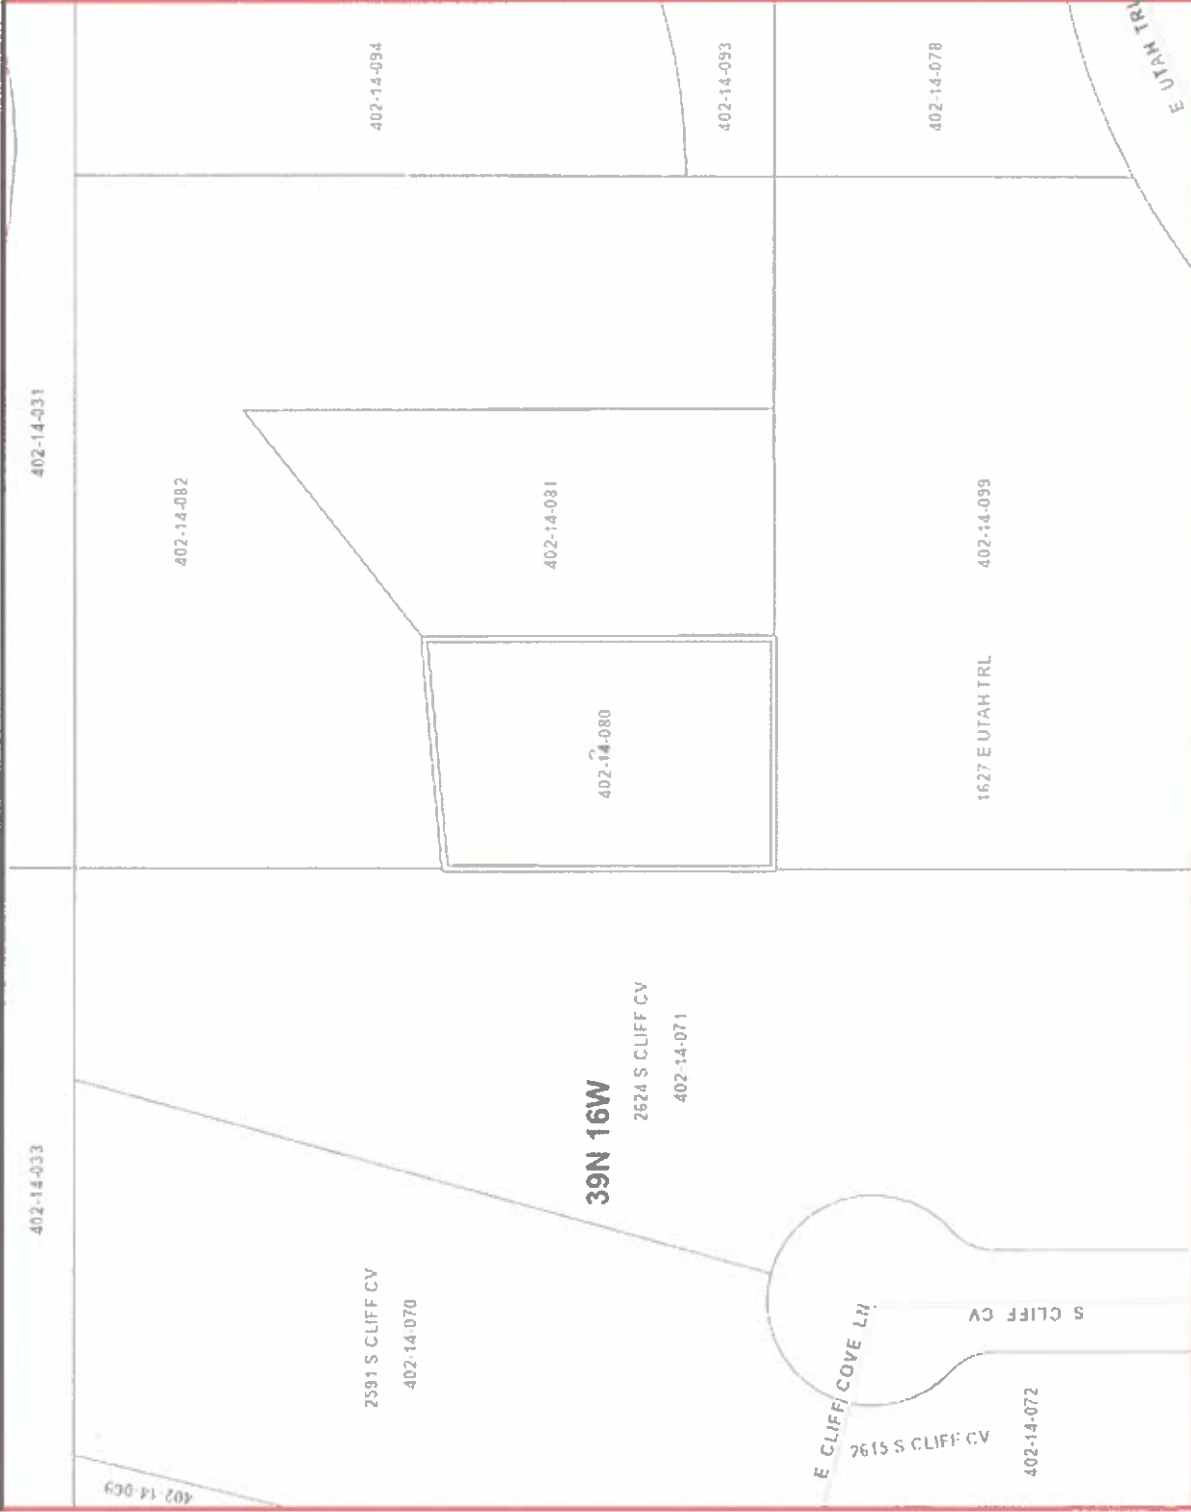 402-14-094
402-14-093
402-14-078
E UTAH TRL
402-14-031
402-14-082
402-14-081
402-14-099
402-14-080
1627 E UTAH TRL
39N 16W
2624 S CLIFF CV
402-14-071
402-14-033
2591 S CLIFF CV
402-14-070
S CLIFF CV
E CLIFF COVE LN
2615 S CLIFF CV
402-14-072
402-14-069